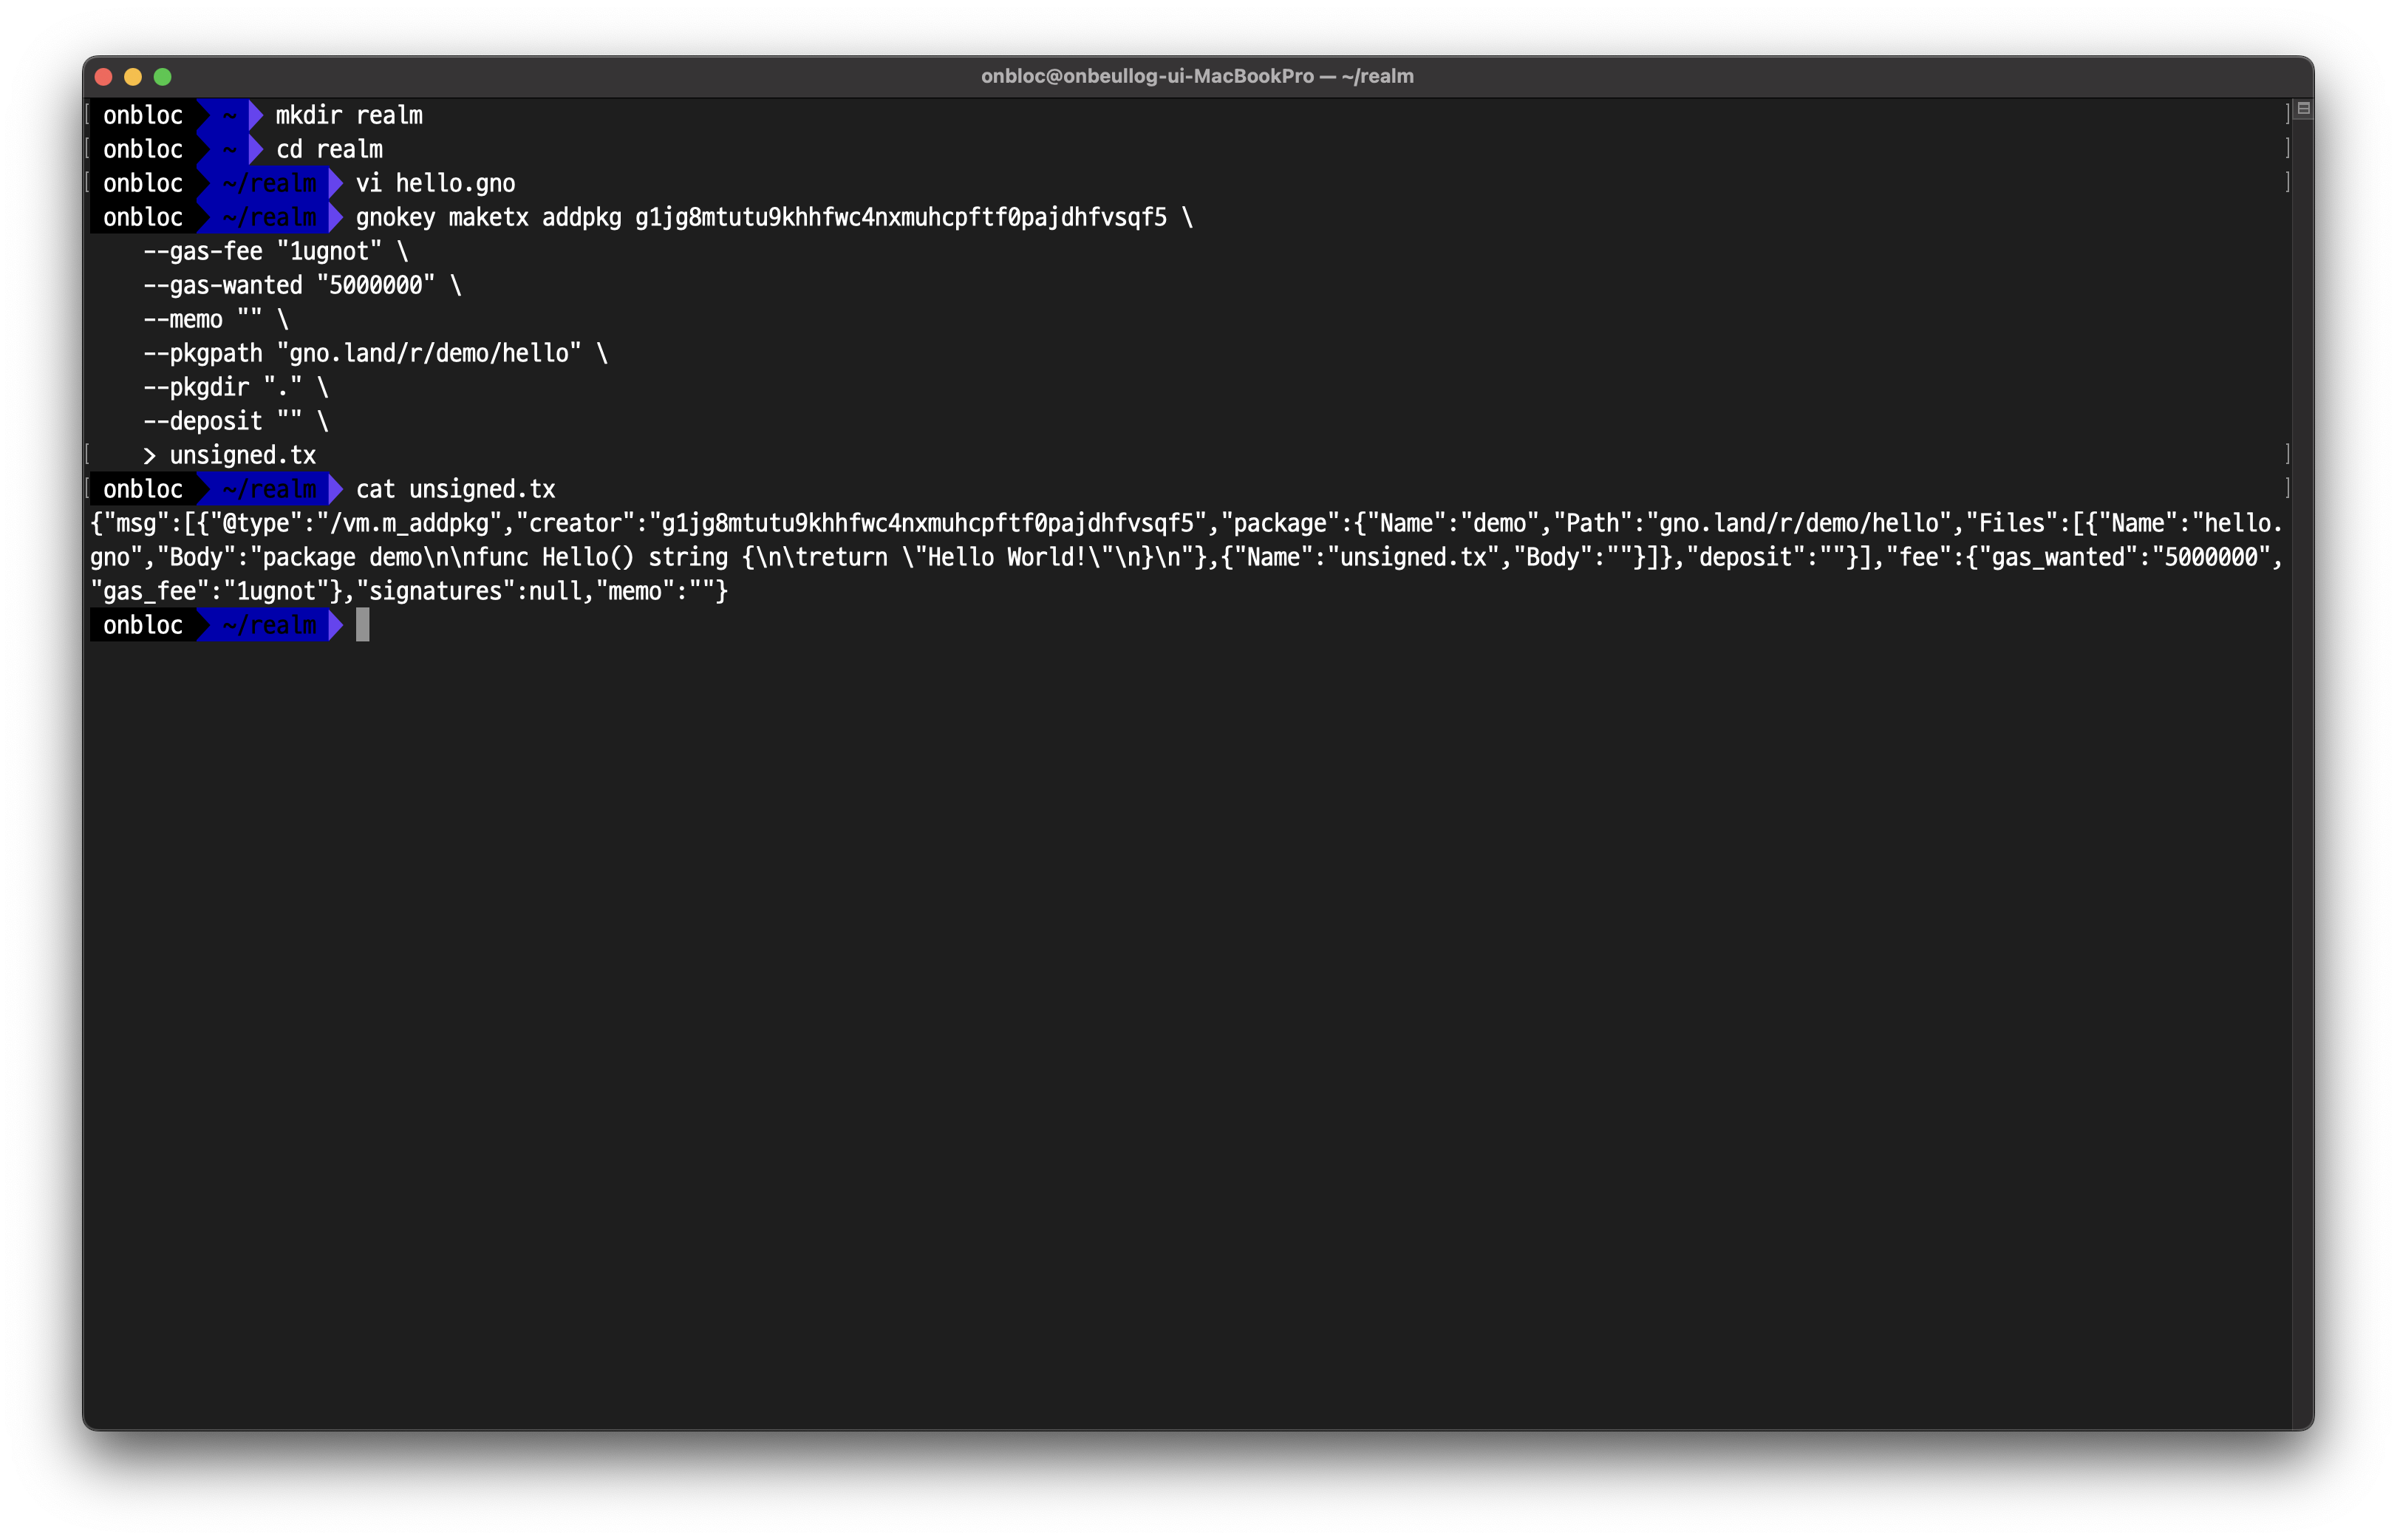 onbloc@onbeullog-ui-MacBookPro — ~/realm
onbloc ~ mkdir realm
onbloc ~ cd realm
onbloc ~/realm vi hello.gno
onbloc ~/realm gnokey maketx addpkg g1jg8mtutu9khhfwc4nxmuhcpftf0pajdhfvsqf5 \
--gas-fee "1ugnot" \
--gas-wanted "5000000" \
--memo "" \
--pkgpath "gno.land/r/demo/hello" \
--pkgdir "." \
--deposit "" \
> unsigned.tx
onbloc ~/realm cat unsigned.tx
{"msg":[{"@type":"/vm.m_addpkg","creator":"g1jg8mtutu9khhfwc4nxmuhcpftf0pajdhfvsqf5","package":{"Name":"demo","Path":"gno.land/r/demo/hello","Files":[{"Name":"hello.
gno","Body":"package demo\n\nfunc Hello() string {\n\treturn \"Hello World!\"\n}\n"},{"Name":"unsigned.tx","Body":""}]},"deposit":""}],"fee":{"gas_wanted":"5000000",
"gas_fee":"1ugnot"},"signatures":null,"memo":""}
onbloc ~/realm